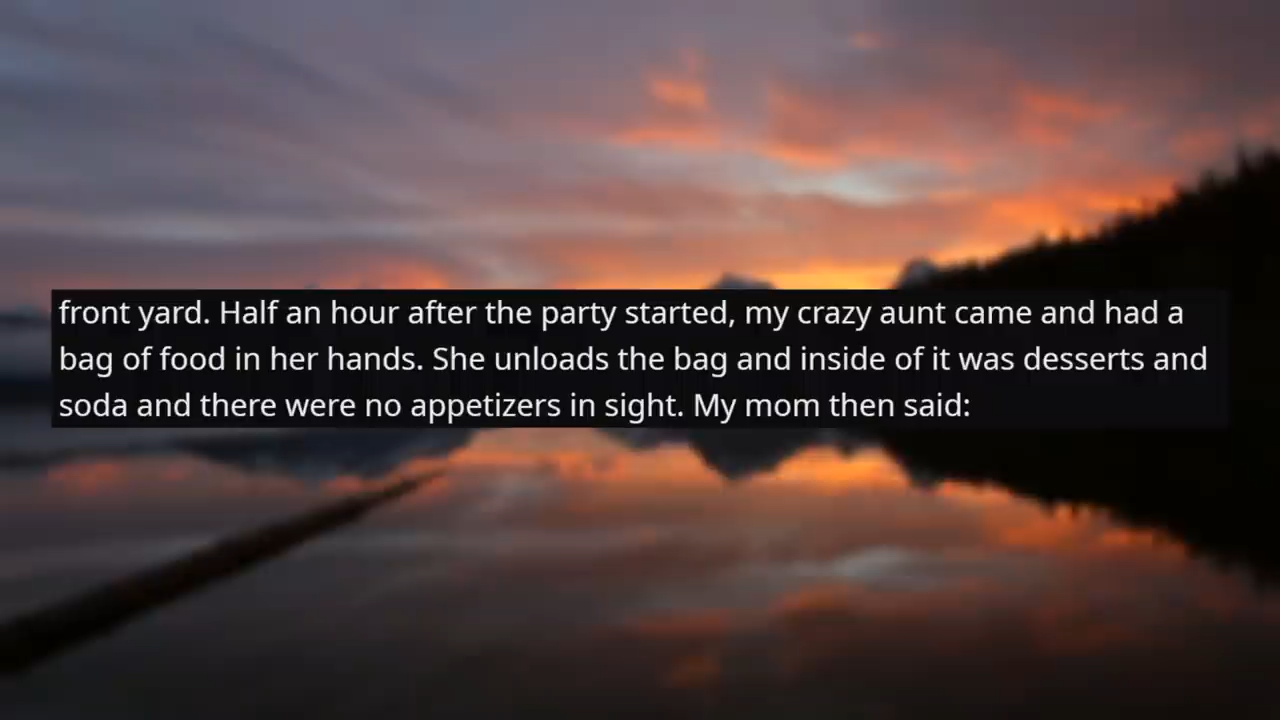 front yard. Half an hour after the party started, my crazy aunt came and had a
bag of food in her hands. She unloads the bag and inside of it was desserts and
soda and there were no appetizers in sight. My mom then said: